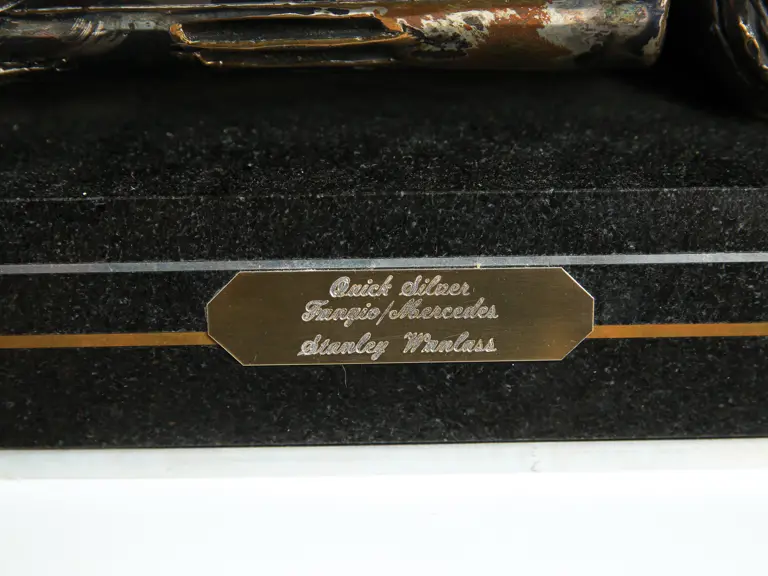 Quick Silver
Fangio/Mercedes
Stanley Wanlass